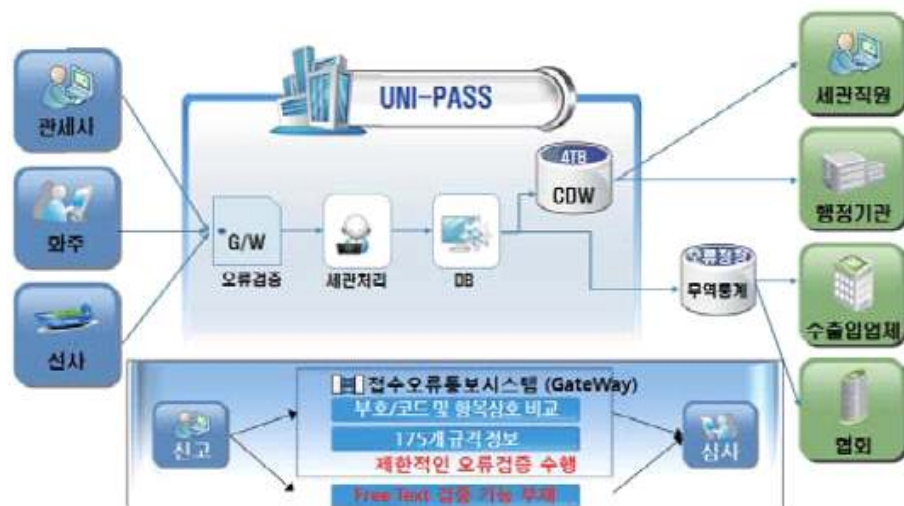 관세사
화주
선사
UNI-PASS
G/W
오류검증
세관처리
DB
4TB
CDW
오류정정
무역통계
세관직원
행정기관
수출입업체
협회
접수오류통보시스템 (GateWay)
부호/코드 및 항목상호 비교
175개 규격 정보
제한적인 오류검증 수행
Free Text 검증 기능 부재
신고
심사